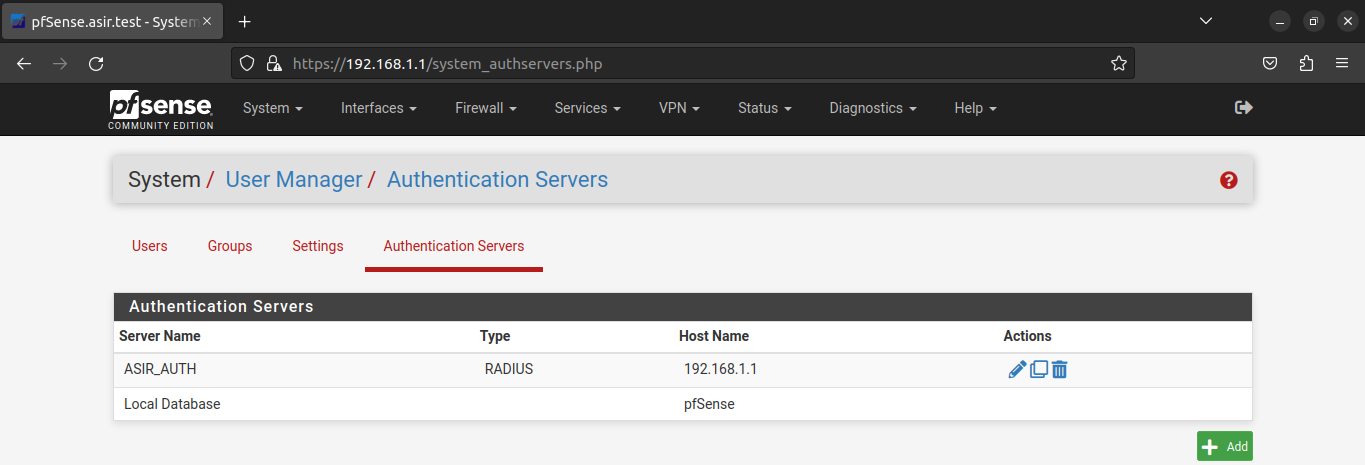 pfSense.asir.test - System
https://192.168.1.1/system_authservers.php
pfsense
COMMUNITY EDITION
System Interfaces Firewall Services VPN Status Diagnostics Help
System / User Manager / Authentication Servers
Users Groups Settings Authentication Servers
Authentication Servers
Server Name Type Host Name Actions
ASIR_AUTH RADIUS 192.168.1.1
Local Database pfSense
Add